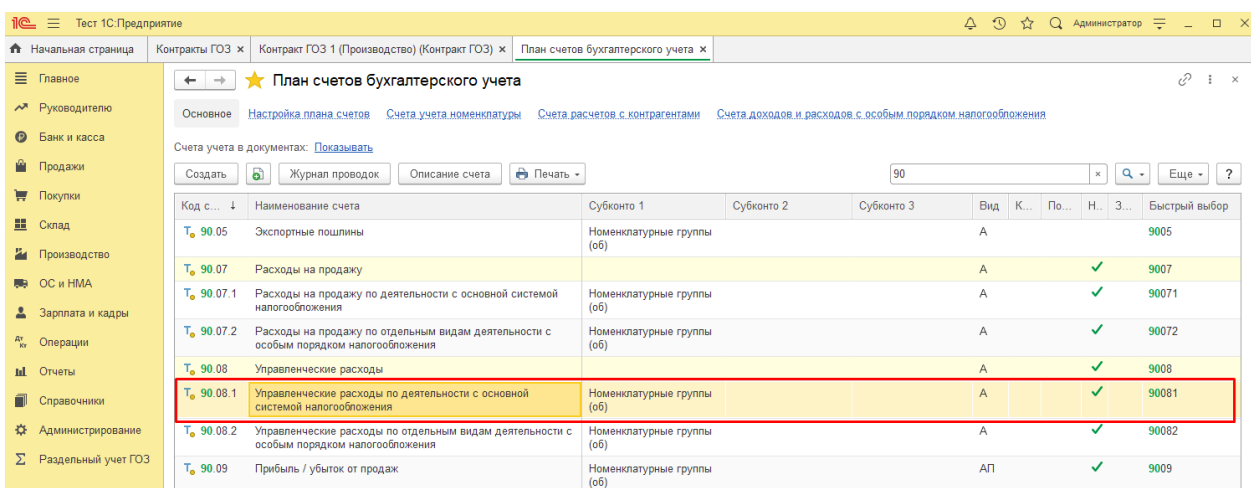 Тест 1С:Предприятие
Администратор
Начальная страница
Контракты ГОЗ ×
Контракт ГОЗ 1 (Производство) (Контракт ГОЗ) ×
План счетов бухгалтерского учета ×
Главное
Руководителю
Банк и касса
Продажи
Покупки
Склад
Производство
ОС и НМА
Зарплата и кадры
Операции
Отчеты
Справочники
Администрирование
Раздельный учет ГОЗ
План счетов бухгалтерского учета
Основное Настройка плана счетов Счета учета номенклатуры Счета расчетов с контрагентами Счета доходов и расходов с особым порядком налогообложения
Счета учета в документах: Показывать
Создать Журнал проводок Описание счета Печать 90 × Еще ?
Код с... ↓ Наименование счета Субконто 1 Субконто 2 Субконто 3 Вид К... По... Н.. З... Быстрый выбор
90.05 Экспортные пошлины Номенклатурные группы А 9005
(об)
90.07 Расходы на продажу А 9007
90.07.1 Расходы на продажу по деятельности с основной системой Номенклатурные группы А 90071
налогообложения (об)
90.07.2 Расходы на продажу по отдельным видам деятельности с Номенклатурные группы А 90072
особым порядком налогообложения (об)
90.08 Управленческие расходы А 9008
90.08.1 Управленческие расходы по деятельности с основной Номенклатурные группы А 90081
системой налогообложения (об)
90.08.2 Управленческие расходы по отдельным видам деятельности с Номенклатурные группы А 90082
особым порядком налогообложения (об)
90.09 Прибыль / убыток от продаж Номенклатурные группы АП 9009
(об)